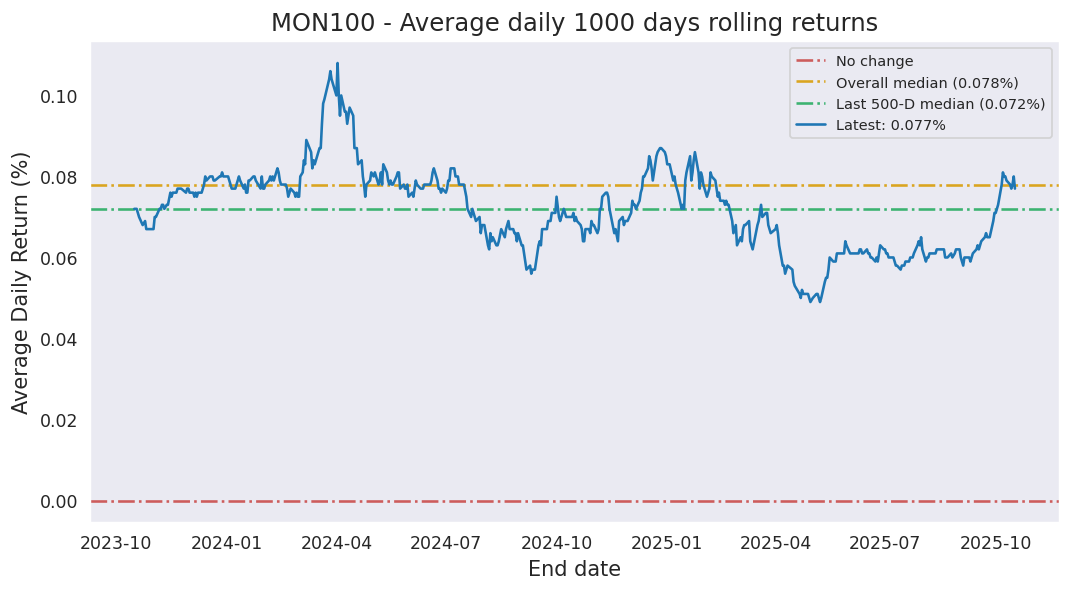 MON100 - Average daily 1000 days rolling returns
Average Daily Return (%)
0.10
0.08
0.06
0.04
0.02
0.00
No change
Overall median (0.078%)
Last 500-D median (0.072%)
Latest: 0.077%
2023-10 2024-01 2024-04 2024-07 2024-10 2025-01 2025-04 2025-07 2025-10
End date